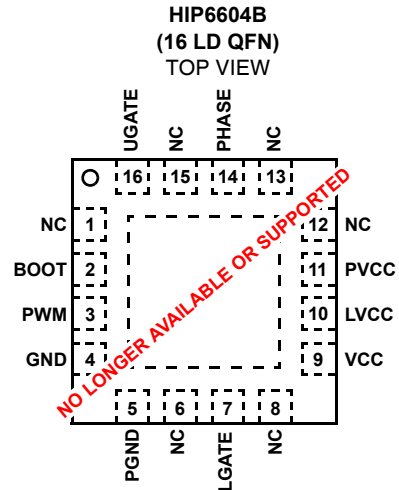 HIP6604B
(16 LD QFN)
TOP VIEW
UGATE
NC
PHASE
NC
16 15 14 13
NC 1
BOOT 2
PWM 3
GND 4
12 NC
11 PVCC
10 LVCC
9 VCC
NO LONGER AVAILABLE OR SUPPORTED
5 6 7 8
PGND
NC
LGATE
NC